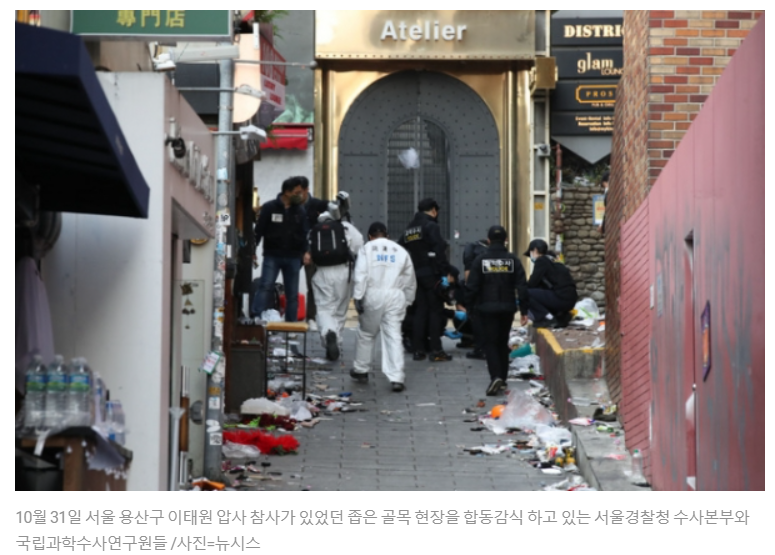 專門店
Atelier
DISTRI
glam
LOUNGE
PROS
POLICE
10월 31일 서울 용산구 이태원 압사 참사가 있었던 좁은 골목 현장을 합동감식 하고 있는 서울경찰청 수사본부와
국립과학수사연구원들 /사진=뉴시스